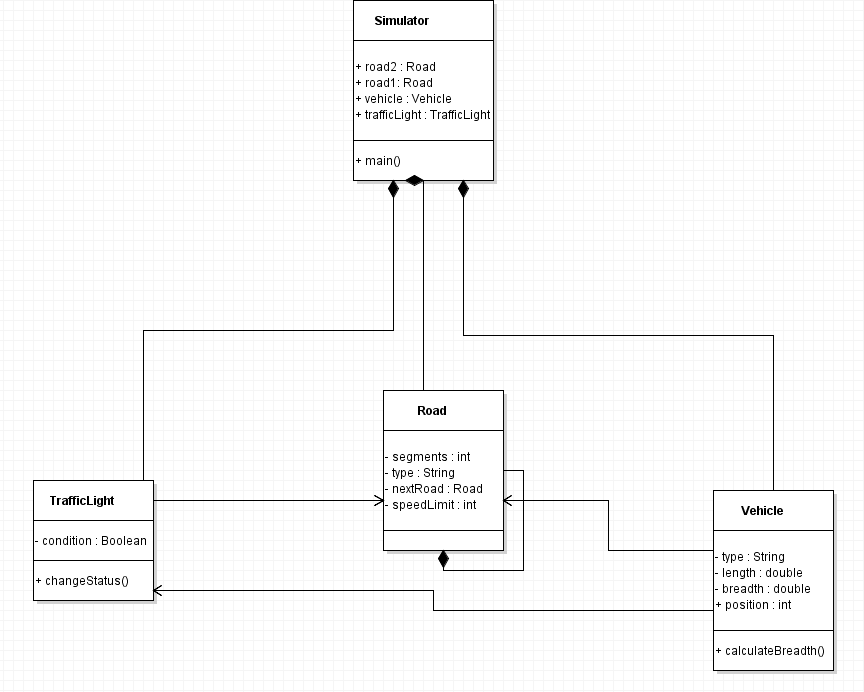 Simulator
+ road2 : Road
+ road1: Road
+ vehicle : Vehicle
+ trafficLight : TrafficLight
+ main()
Road
- segments : int
- type : String
- nextRoad : Road
- speedLimit : int
TrafficLight
- condition : Boolean
+ changeStatus()
Vehicle
- type : String
- length : double
- breadth : double
+ position : int
+ calculateBreadth()